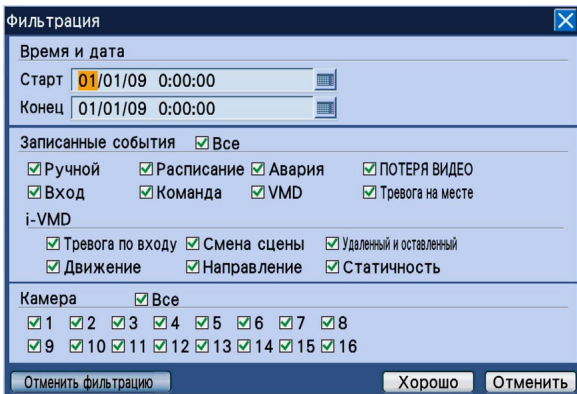 Фильтрация
Время и дата
Старт 01/01/09 0:00:00
Конец 01/01/09 0:00:00
Записанные события Все
Ручной Расписание Авария ПОТЕРЯ ВИДЕО
Вход Команда VMD Тревога на месте
i-VMD
Тревога по входу Смена сцены Удаленный и оставленный
Движение Направление Статичность
Камера Все
1 2 3 4 5 6 7 8
9 10 11 12 13 14 15 16
Отменить фильтрацию Хорошо Отменить